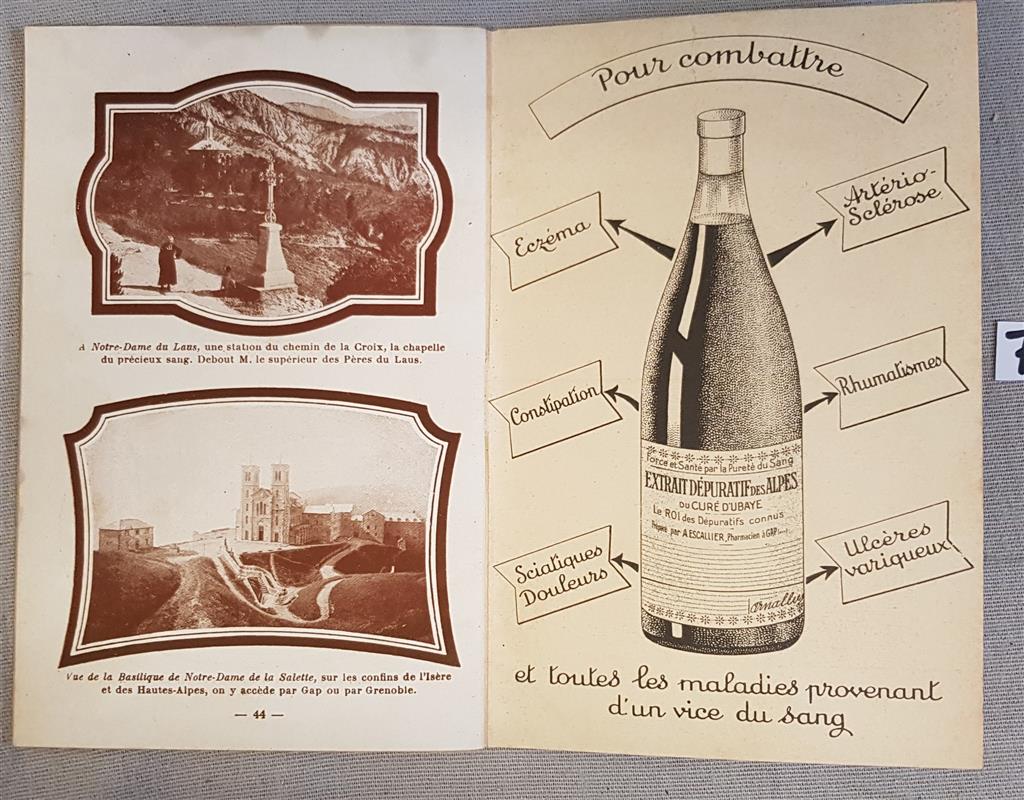 A Notre-Dame du Laus, une station du chemin de la Croix, la chapelle
du précieux sang. Debout M. le supérieur des Pères du Laus.
Vue de la Basilique de Notre-Dame de la Salette, sur les confins de l'Isère
et des Hautes-Alpes, on y accède par Gap ou par Grenoble.
— 44 —
Pour combattre
Eczéma
Artério-
Sclérose
Constipation
Rhumatismes
Sciatiques
Douleurs
Ulcères
variqueux
Force et Santé par la Pureté du Sang
EXTRAIT DÉPURATIF DES ALPES
DU CURÉ D'UBAYE
Le ROI des Dépuratifs connus
Préparé par A. ESCALLIER, Pharmacien à GAP
et toutes les maladies provenant
d'un vice du sang
7